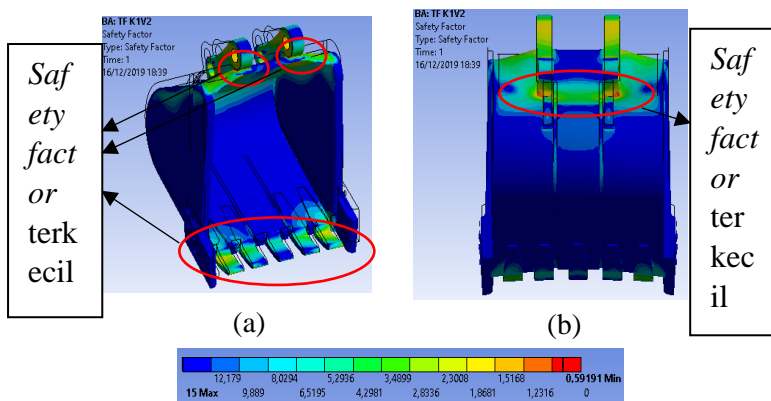 BA: TF K1V2
Safety Factor
Type: Safety Factor
Time: 1
16/12/2019 18:39
Saf
ety
fact
or
terk
ecil
BA: TF K1V2
Safety Factor
Type: Safety Factor
Time: 1
16/12/2019 18:39
Saf
ety
fact
or
ter
kec
il
(a)
(b)
12,179 8,0294 5,2936 3,4899 2,3008 1,5168 0,59191 Min
15 Max 9,889 6,5195 4,2981 2,8336 1,8681 1,2316 0